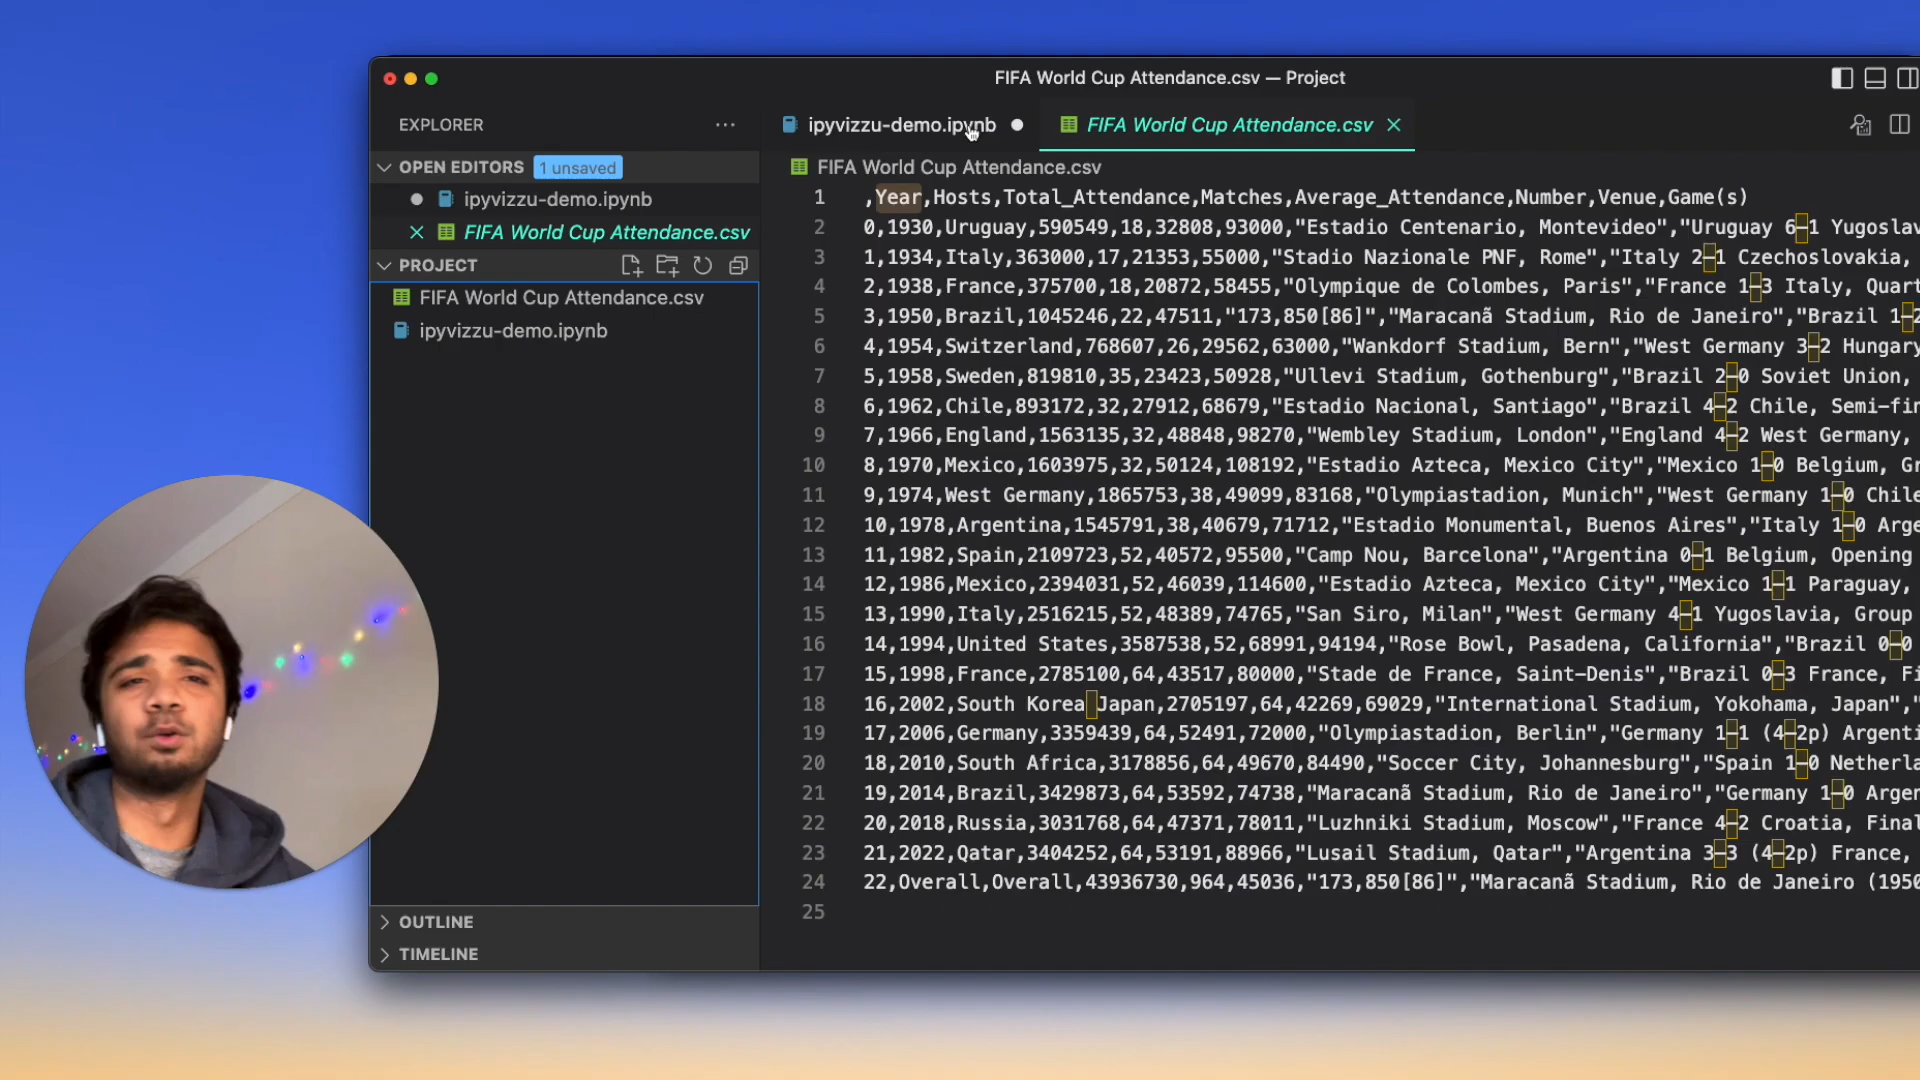 FIFA World Cup Attendance.csv — Project
EXPLORER
OPEN EDITORS 1 unsaved
ipyvizzu-demo.ipynb
FIFA World Cup Attendance.csv
PROJECT
FIFA World Cup Attendance.csv
ipyvizzu-demo.ipynb
OUTLINE
TIMELINE
ipyvizzu-demo.ipynb
FIFA World Cup Attendance.csv
FIFA World Cup Attendance.csv
1 ,Year,Hosts,Total_Attendance,Matches,Average_Attendance,Number,Venue,Game(s)
2 0,1930,Uruguay,590549,18,32808,93000,"Estadio Centenario, Montevideo","Uruguay 6–1 Yugoslav
3 1,1934,Italy,363000,17,21353,55000,"Stadio Nazionale PNF, Rome","Italy 2–1 Czechoslovakia,
4 2,1938,France,375700,18,20872,58455,"Olympique de Colombes, Paris","France 1–3 Italy, Quart
5 3,1950,Brazil,1045246,22,47511,"173,850[86]","Maracanã Stadium, Rio de Janeiro","Brazil 1–2
6 4,1954,Switzerland,768607,26,29562,63000,"Wankdorf Stadium, Bern","West Germany 3–2 Hungary
7 5,1958,Sweden,819810,35,23423,50928,"Ullevi Stadium, Gothenburg","Brazil 2–0 Soviet Union,
8 6,1962,Chile,893172,32,27912,68679,"Estadio Nacional, Santiago","Brazil 4–2 Chile, Semi-fin
9 7,1966,England,1563135,32,48848,98270,"Wembley Stadium, London","England 4–2 West Germany,
10 8,1970,Mexico,1603975,32,50124,108192,"Estadio Azteca, Mexico City","Mexico 1–0 Belgium, Gr
11 9,1974,West Germany,1865753,38,49099,83168,"Olympiastadion, Munich","West Germany 1–0 Chile
12 10,1978,Argentina,1545791,38,40679,71712,"Estadio Monumental, Buenos Aires","Italy 1–0 Arge
13 11,1982,Spain,2109723,52,40572,95500,"Camp Nou, Barcelona","Argentina 0–1 Belgium, Opening
14 12,1986,Mexico,2394031,52,46039,114600,"Estadio Azteca, Mexico City","Mexico 1–1 Paraguay,
15 13,1990,Italy,2516215,52,48389,74765,"San Siro, Milan","West Germany 4–1 Yugoslavia, Group
16 14,1994,United States,3587538,52,68991,94194,"Rose Bowl, Pasadena, California","Brazil 0–0
17 15,1998,France,2785100,64,43517,80000,"Stade de France, Saint-Denis","Brazil 0–3 France, Fi
18 16,2002,South Korea Japan,2705197,64,42269,69029,"International Stadium, Yokohama, Japan","
19 17,2006,Germany,3359439,64,52491,72000,"Olympiastadion, Berlin","Germany 1–1 (4–2p) Argenti
20 18,2010,South Africa,3178856,64,49670,84490,"Soccer City, Johannesburg","Spain 1–0 Netherla
21 19,2014,Brazil,3429873,64,53592,74738,"Maracanã Stadium, Rio de Janeiro","Germany 1–0 Argen
22 20,2018,Russia,3031768,64,47371,78011,"Luzhniki Stadium, Moscow","France 4–2 Croatia, Final
23 21,2022,Qatar,3404252,64,53191,88966,"Lusail Stadium, Qatar","Argentina 3–3 (4–2p) France,
24 22,Overall,Overall,43936730,964,45036,"173,850[86]","Maracanã Stadium, Rio de Janeiro (1950
25